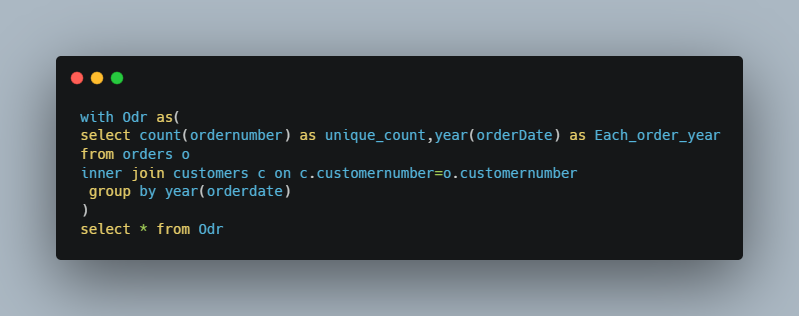 with Odr as(
select count(ordernumber) as unique_count,year(orderDate) as Each_order_year
from orders o
inner join customers c on c.customernumber=o.customernumber
 group by year(orderdate)
)
select * from Odr